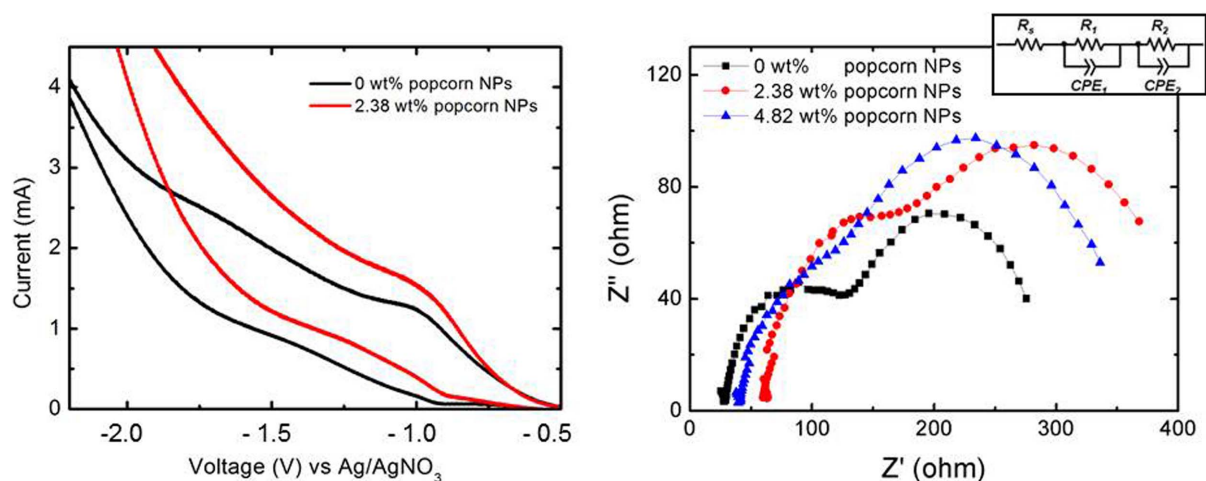 Current (mA)
4
3
2
1
0
0 wt% popcorn NPs
2.38 wt% popcorn NPs
-2.0
-1.5
-1.0
-0.5
Voltage (V) vs Ag/AgNO3
Z'' (ohm)
120
80
40
0
0 wt% popcorn NPs
2.38 wt% popcorn NPs
4.82 wt% popcorn NPs
Rs R1 R2
CPE1 CPE2
0 100 200 300 400
Z' (ohm)